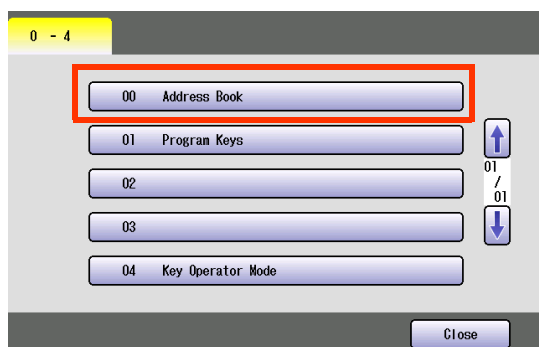 0 - 4
00 Address Book
01 Program Keys
02
03
04 Key Operator Mode
01
/
01
Close